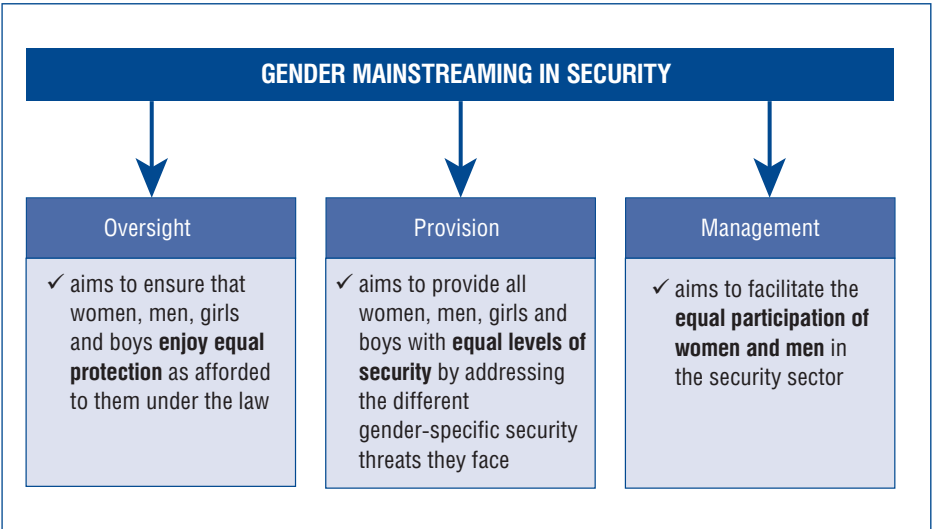 GENDER MAINSTREAMING IN SECURITY
Oversight
✓ aims to ensure that
women, men, girls
and boys enjoy equal
protection as afforded
to them under the law
Provision
✓ aims to provide all
women, men, girls and
boys with equal levels of
security by addressing
the different
gender-specific security
threats they face
Management
✓ aims to facilitate the
equal participation of
women and men in
the security sector